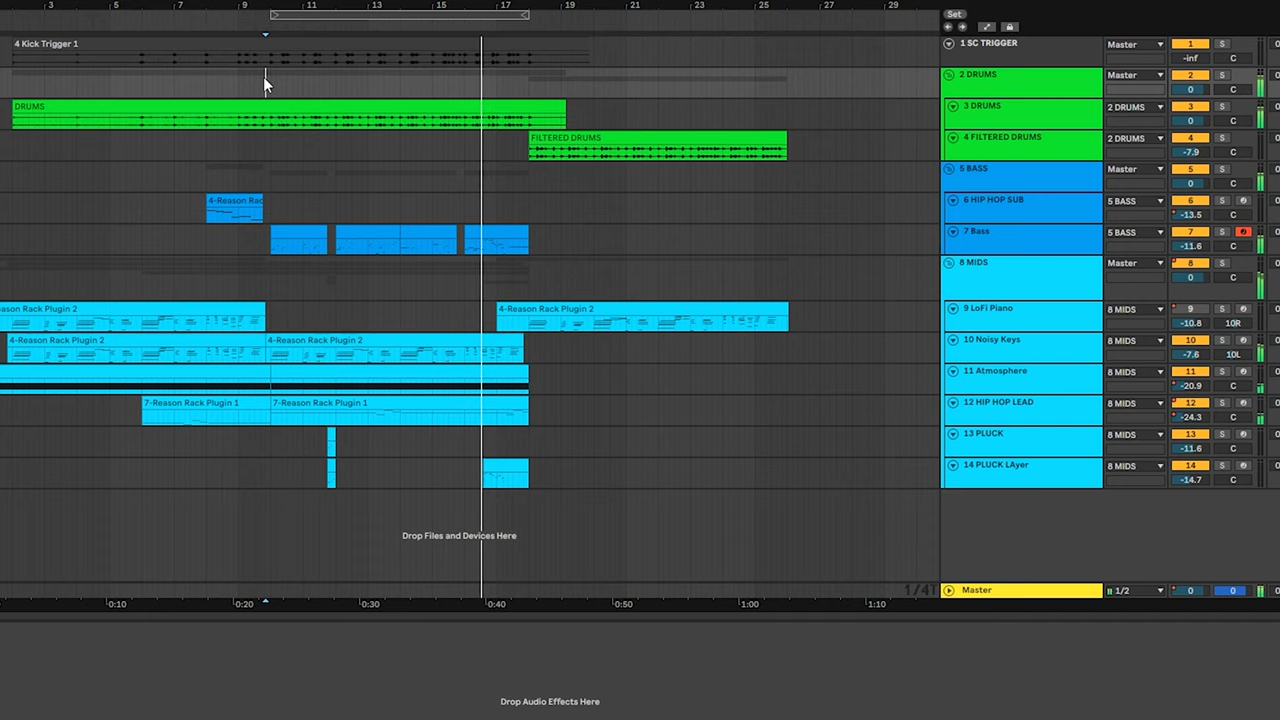 3 5 7 9 11 13 15 17 19 21 23 25 27 29
Set
4 Kick Trigger 1
1 SC TRIGGER Master 1 S
-inf
2 DRUMS Master 2 S
0 C
DRUMS
3 DRUMS 2 DRUMS 3 S
0 C
FILTERED DRUMS
4 FILTERED DRUMS 2 DRUMS 4 S
-7.9 C
5 BASS Master 5 S
0 C
4-Reason Rac
6 HIP HOP SUB 5 BASS 6 S
-13.5 C
7 Bass 5 BASS 7 S
-11.6 C
8 MIDS Master 8 S
0 C
eason Rack Plugin 2 4-Reason Rack Plugin 2
9 LoFi Piano 8 MIDS 9 S
-10.8 10R
4-Reason Rack Plugin 2 4-Reason Rack Plugin 2
10 Noisy Keys 8 MIDS 10 S
-7.6 10L
11 Atmosphere 8 MIDS 11 S
-20.9 C
7-Reason Rack Plugin 1 7-Reason Rack Plugin 1
12 HIP HOP LEAD 8 MIDS 12 S
-24.3 C
13 PLUCK 8 MIDS 13 S
-11.6 C
14 PLUCK LAyer 8 MIDS 14 S
-14.7 C
Drop Files and Devices Here
1/4T
Master 1/2 0 0
0:10 0:20 0:30 0:40 0:50 1:00 1:10
Drop Audio Effects Here